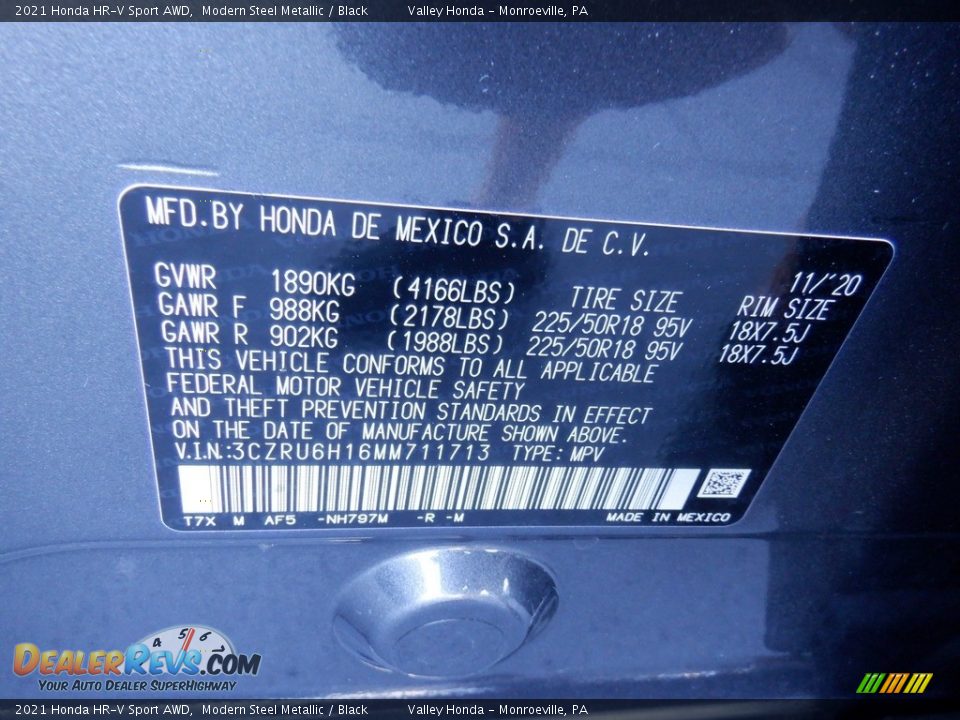 2021 Honda HR-V Sport AWD, Modern Steel Metallic / Black Valley Honda - Monroeville, PA
MFD.BY HONDA DE MEXICO S.A. DE C.V.
11/'20
GVWR 1890KG (4166LBS) TIRE SIZE RIM SIZE
GAWR F 988KG (2178LBS) 225/50R18 95V 18X7.5J
GAWR R 902KG (1988LBS) 225/50R18 95V 18X7.5J
THIS VEHICLE CONFORMS TO ALL APPLICABLE
FEDERAL MOTOR VEHICLE SAFETY
AND THEFT PREVENTION STANDARDS IN EFFECT
ON THE DATE OF MANUFACTURE SHOWN ABOVE.
V.I.N:3CZRU6H16MM711713 TYPE:MPV
T7X M AF5 -NH797M -R -M MADE IN MEXICO
4 5 6
DEALERREVS.COM
YOUR AUTO DEALER SUPERHIGHWAY
2021 Honda HR-V Sport AWD, Modern Steel Metallic / Black Valley Honda - Monroeville, PA